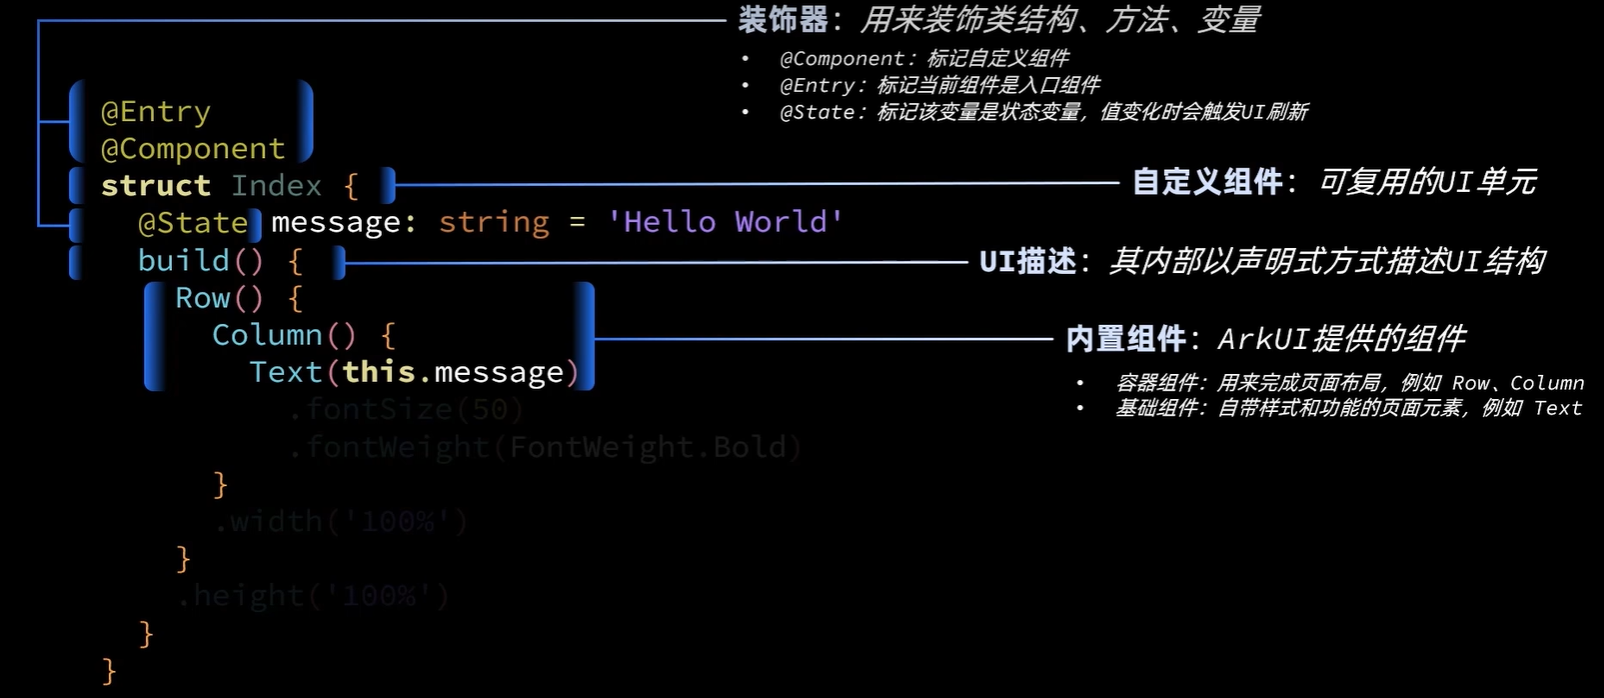 装饰器：用来装饰类结构、方法、变量
• @Component：标记自定义组件
• @Entry：标记当前组件是入口组件
• @State：标记该变量是状态变量，值变化时会触发UI刷新
@Entry
@Component
struct Index {
自定义组件：可复用的UI单元
@State message: string = 'Hello World'
build() {
UI描述：其内部以声明式方式描述UI结构
Row() {
Column() {
内置组件：ArkUI提供的组件
Text(this.message)
• 容器组件：用来完成页面布局，例如 Row、Column
• 基础组件：自带样式和功能的页面元素，例如 Text
.fontSize(50)
.fontWeight(FontWeight.Bold)
}
.width('100%')
}
.height('100%')
}
}